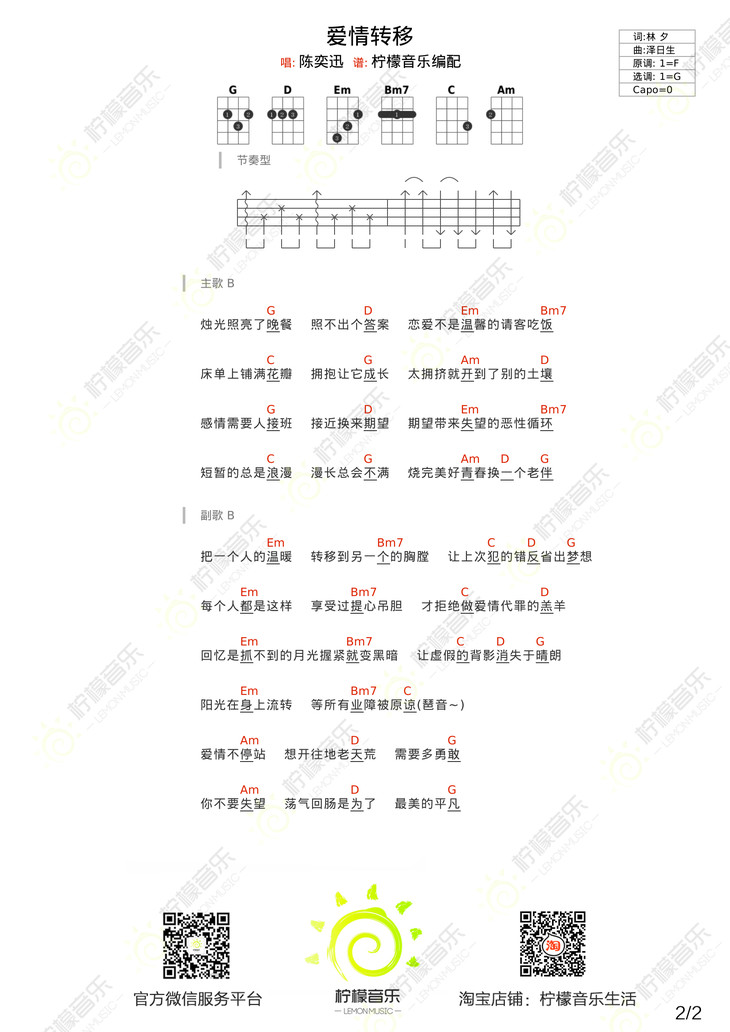 爱情转移
唱: 陈奕迅 谱: 柠檬音乐编配
词:林 夕
曲:泽日生
原调: 1=F
选调: 1=G
Capo=0
G D Em Bm7 C Am
节奏型
主歌 B
G D Em Bm7
烛光照亮了晚餐 照不出个答案 恋爱不是温馨的请客吃饭
C G Am D
床单上铺满花瓣 拥抱让它成长 太拥挤就开到了别的土壤
G D Em Bm7
感情需要人接班 接近换来期望 期望带来失望的恶性循环
C G Am D G
短暂的总是浪漫 漫长总会不满 烧完美好青春换一个老伴
副歌 B
Em Bm7 C D G
把一个人的温暖 转移到另一个的胸膛 让上次犯的错反省出梦想
Em Bm7 C D
每个人都是这样 享受过提心吊胆 才拒绝做爱情代罪的羔羊
Em Bm7 C D G
回忆是抓不到的月光握紧就变黑暗 让虚假的背影消失于晴朗
Em Bm7 C
阳光在身上流转 等所有业障被原谅(琶音~)
Am D G
爱情不停站 想开往地老天荒 需要多勇敢
Am D G
你不要失望 荡气回肠是为了 最美的平凡
官方微信服务平台
柠檬音乐
LEMON MUSIC
淘
淘宝店铺：柠檬音乐生活
2/2